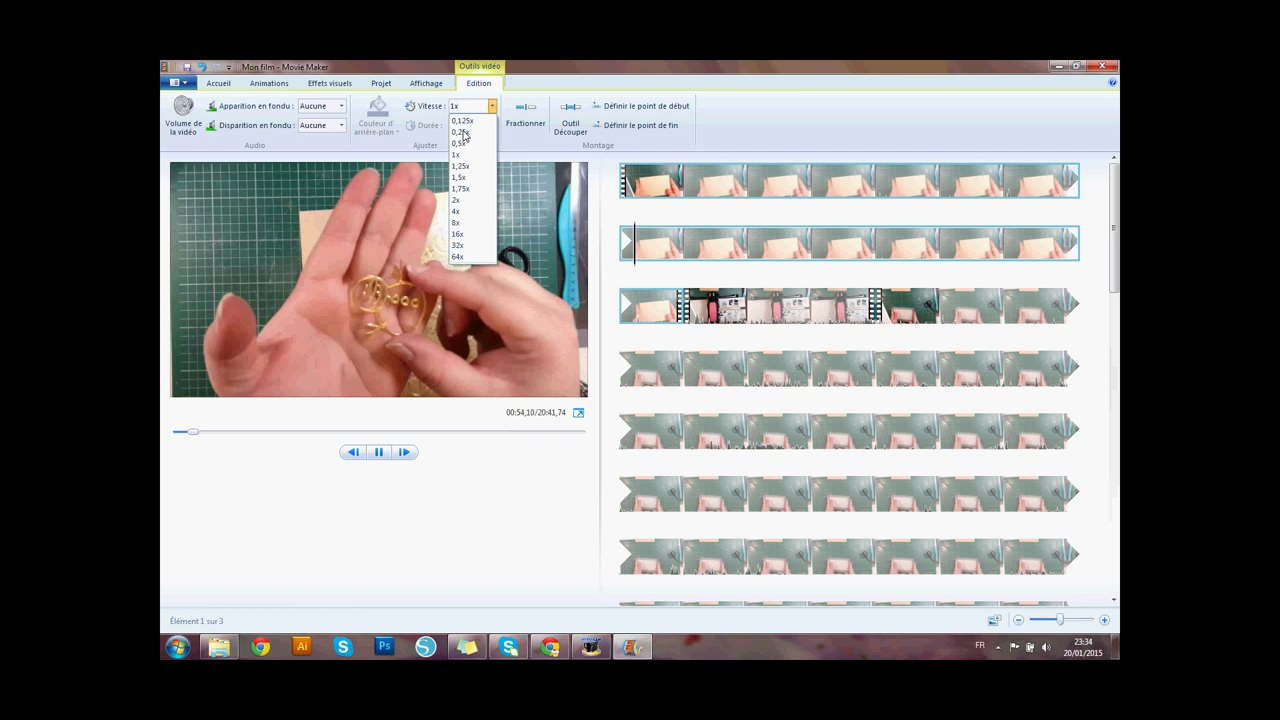 Mon film - Movie Maker
Outils vidéo
Accueil
Animations
Effets visuels
Projet
Affichage
Edition
Volume de la vidéo
Apparition en fondu : Aucune
Disparition en fondu : Aucune
Audio
Couleur d'arrière-plan
Vitesse : 1x
Durée :
Ajuster
0,125x
0,5x
1x
1,25x
1,5x
1,75x
2x
4x
8x
16x
32x
64x
Fractionner
Outil Découper
Définir le point de début
Définir le point de fin
Montage
00:54,10/20:41,74
Élément 1 sur 3
Ai
Ps
FR
23:34
20/01/2015